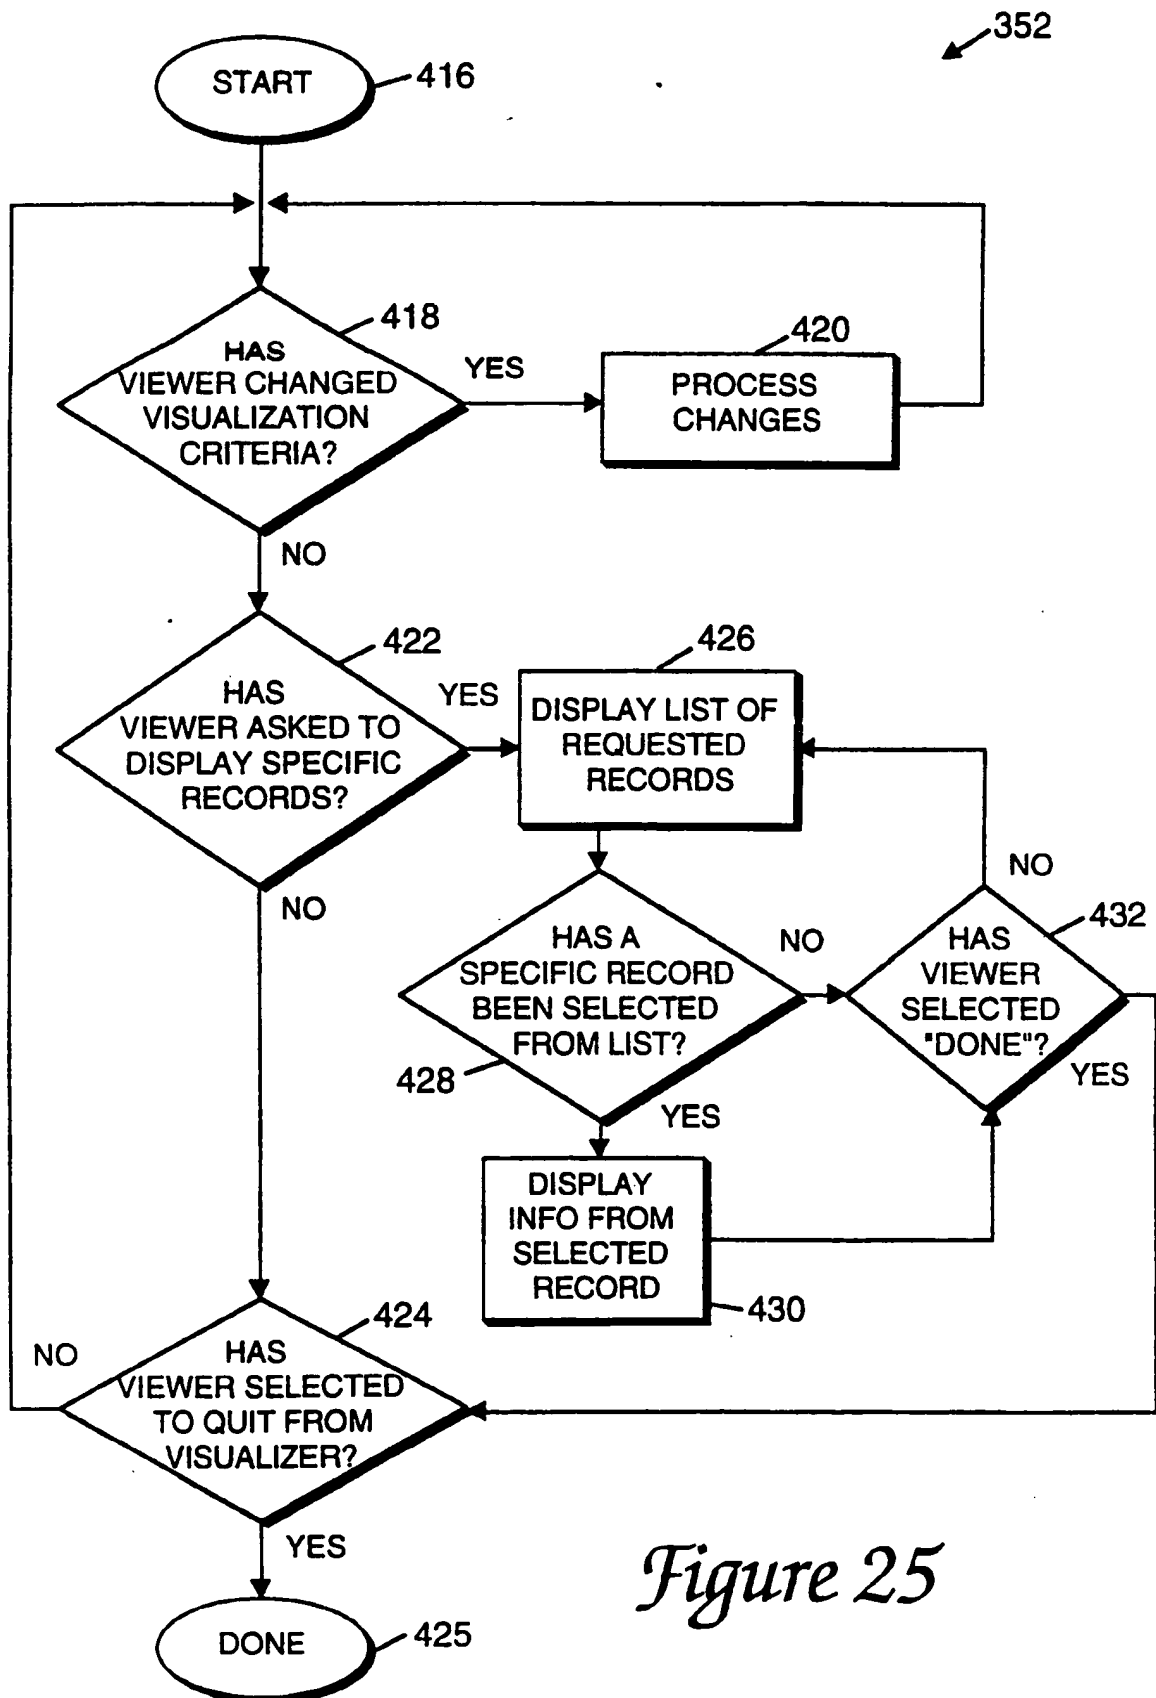 352
START
416
HAS
VIEWER CHANGED
VISUALIZATION
CRITERIA?
418
YES
420
PROCESS
CHANGES
NO
HAS
VIEWER ASKED TO
DISPLAY SPECIFIC
RECORDS?
422
YES
426
DISPLAY LIST OF
REQUESTED
RECORDS
NO
NO
HAS A
SPECIFIC RECORD
BEEN SELECTED
FROM LIST?
428
NO
432
HAS
VIEWER
SELECTED
"DONE"?
YES
YES
DISPLAY
INFO FROM
SELECTED
RECORD
430
424
HAS
VIEWER SELECTED
TO QUIT FROM
VISUALIZER?
NO
YES
DONE
425
Figure 25